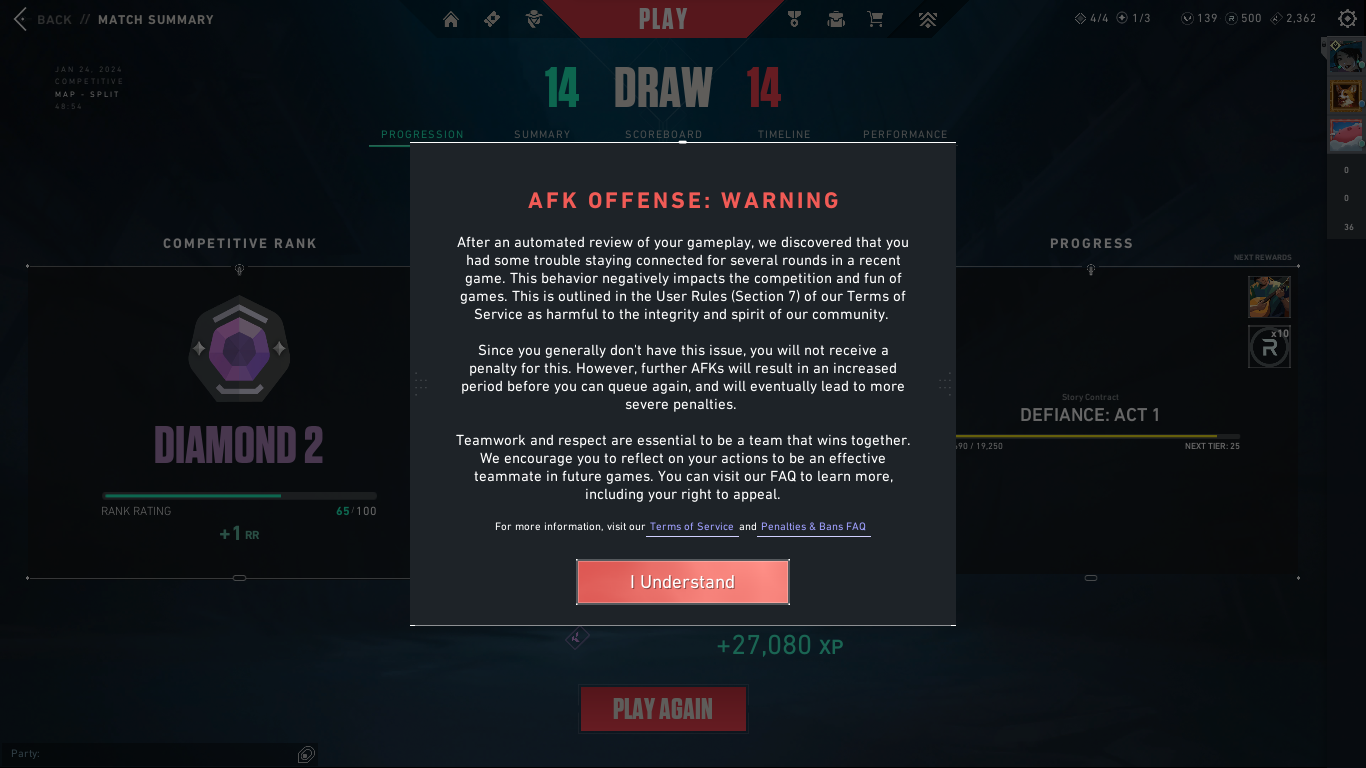 BACK // MATCH SUMMARY
PLAY
4/4 1/3 139 500 2,362
JAN 24, 2024
COMPETITIVE
MAP - SPLIT
48:54
14 DRAW 14
PROGRESSION SUMMARY SCOREBOARD TIMELINE PERFORMANCE
AFK OFFENSE: WARNING
After an automated review of your gameplay, we discovered that you
had some trouble staying connected for several rounds in a recent
game. This behavior negatively impacts the competition and fun of
games. This is outlined in the User Rules (Section 7) of our Terms of
Service as harmful to the integrity and spirit of our community.
Since you generally don't have this issue, you will not receive a
penalty for this. However, further AFKs will result in an increased
period before you can queue again, and will eventually lead to more
severe penalties.
Teamwork and respect are essential to be a team that wins together.
We encourage you to reflect on your actions to be an effective
teammate in future games. You can visit our FAQ to learn more,
including your right to appeal.
For more information, visit our Terms of Service and Penalties & Bans FAQ
I Understand
COMPETITIVE RANK
DIAMOND 2
RANK RATING 65/100
+1 RR
PROGRESS
NEXT REWARDS
x10
R
Story Contract
DEFIANCE: ACT 1
690 / 19,250 NEXT TIER: 25
0
0
36
+27,080 XP
PLAY AGAIN
Party: